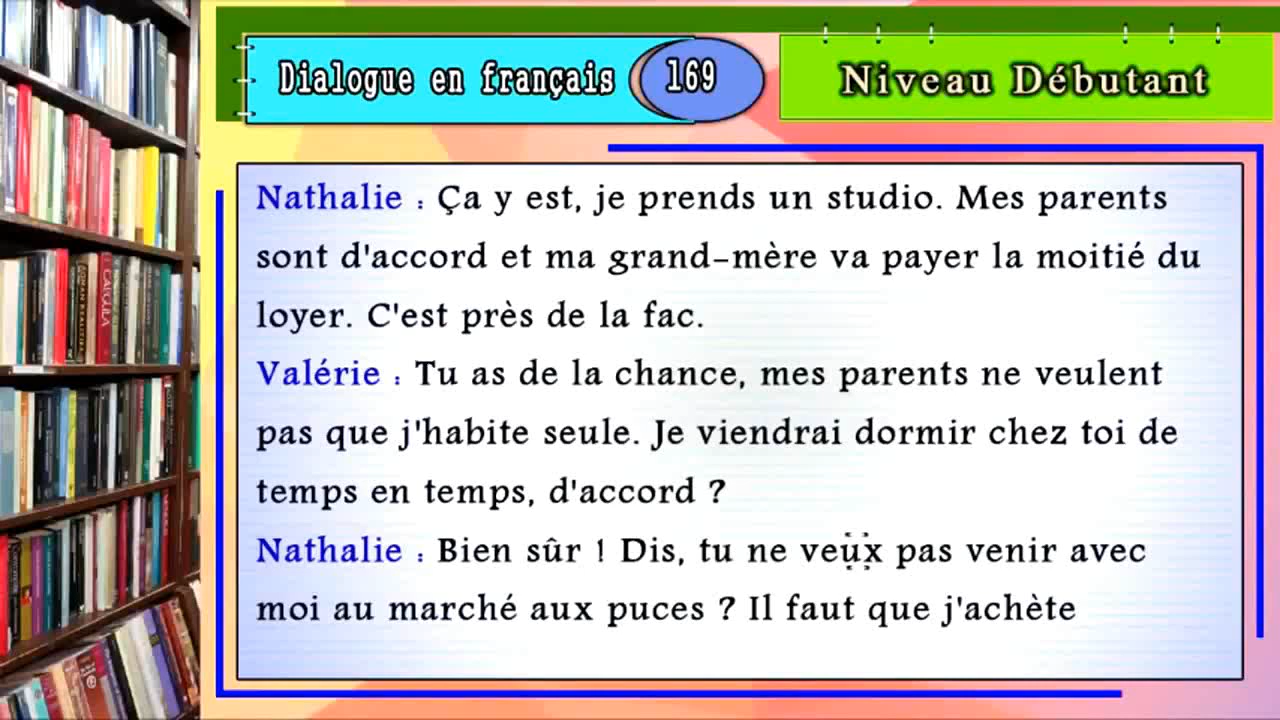 Dialogue en français 169
Niveau Débutant
Nathalie : Ça y est, je prends un studio. Mes parents
sont d'accord et ma grand-mère va payer la moitié du
loyer. C'est près de la fac.
Valérie : Tu as de la chance, mes parents ne veulent
pas que j'habite seule. Je viendrai dormir chez toi de
temps en temps, d'accord ?
Nathalie : Bien sûr ! Dis, tu ne veux pas venir avec
moi au marché aux puces ? Il faut que j'achète